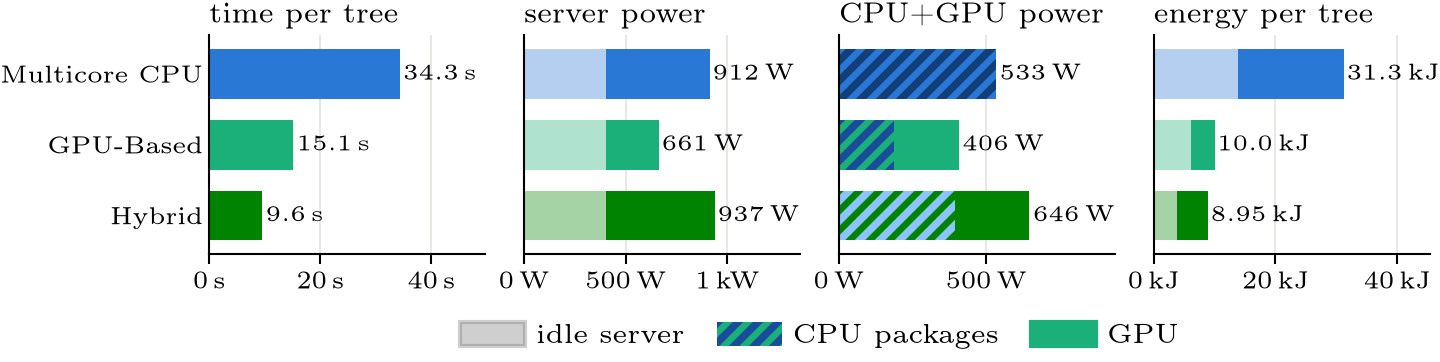 time per tree server power CPU+GPU power energy per tree
Multicore CPU 34.3 s 912 W 533 W 31.3 kJ
GPU-Based 15.1 s 661 W 406 W 10.0 kJ
Hybrid 9.6 s 937 W 646 W 8.95 kJ
0 s 20 s 40 s 0 W 500 W 1 kW 0 W 500 W 0 kJ 20 kJ 40 kJ
idle server CPU packages GPU